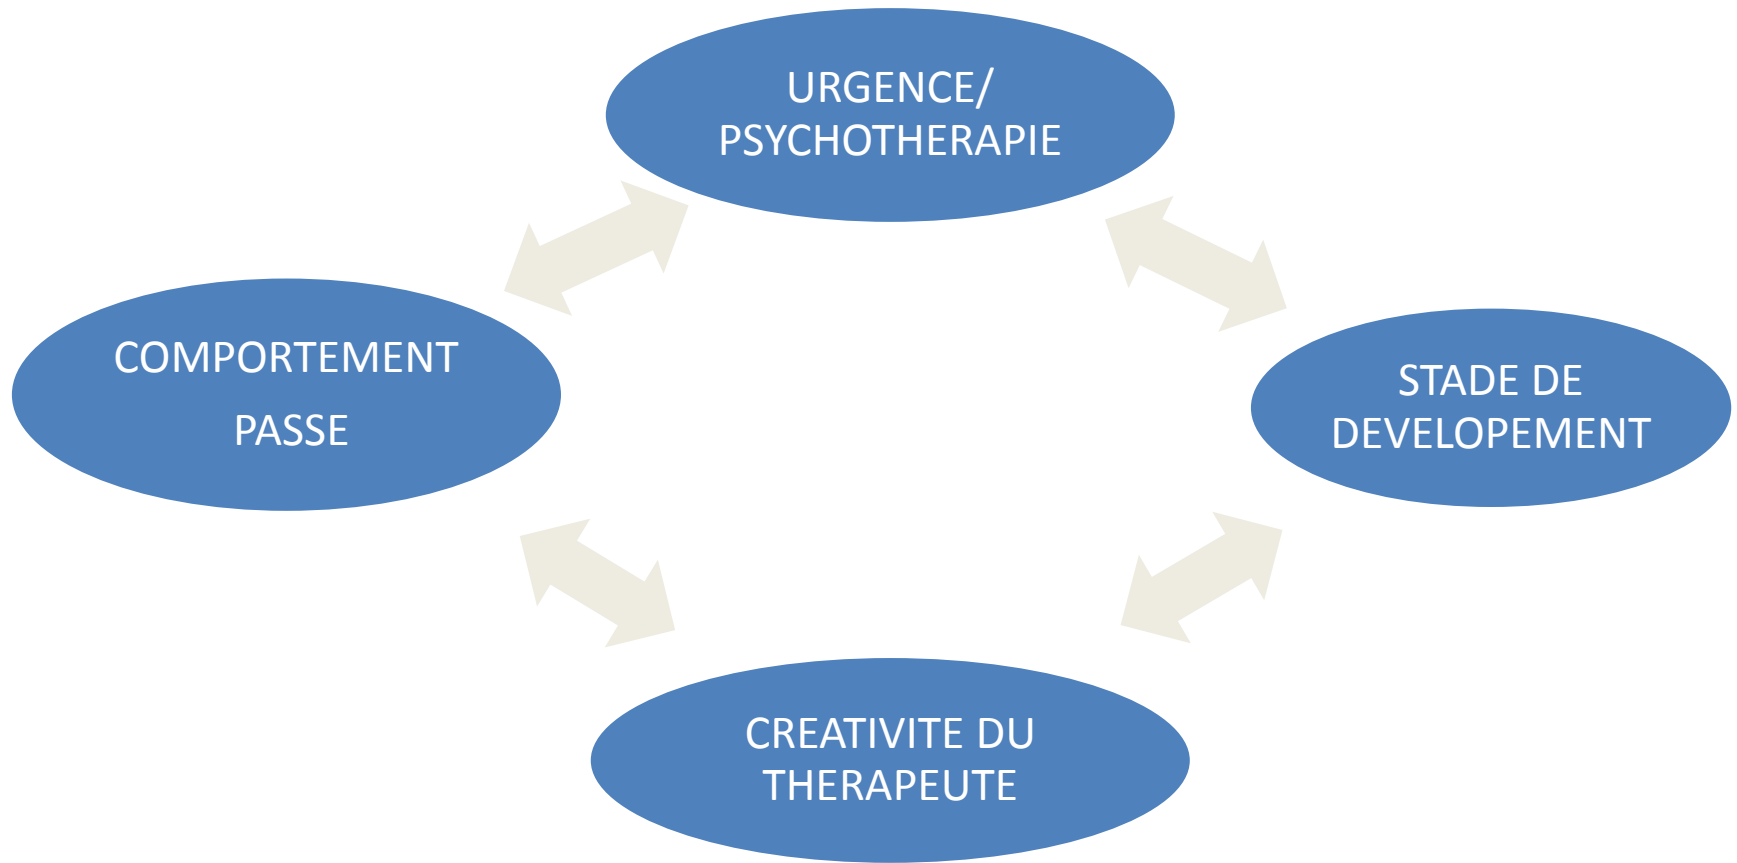 URGENCE/
PSYCHOTHERAPIE
COMPORTEMENT
PASSE
STADE DE
DEVELOPEMENT
CREATIVITE DU
THERAPEUTE